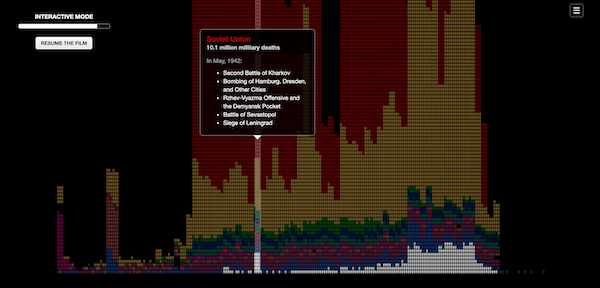 INTERACTIVE MODE
RESUME THE FILM
Soviet Union
10.1 million military deaths
In May, 1942:
• Second Battle of Kharkov
• Bombing of Hamburg, Dresden,
and Other Cities
• Rzhev-Vyazma Offensive and
the Demyansk Pocket
• Battle of Sevastopol
• Siege of Leningrad